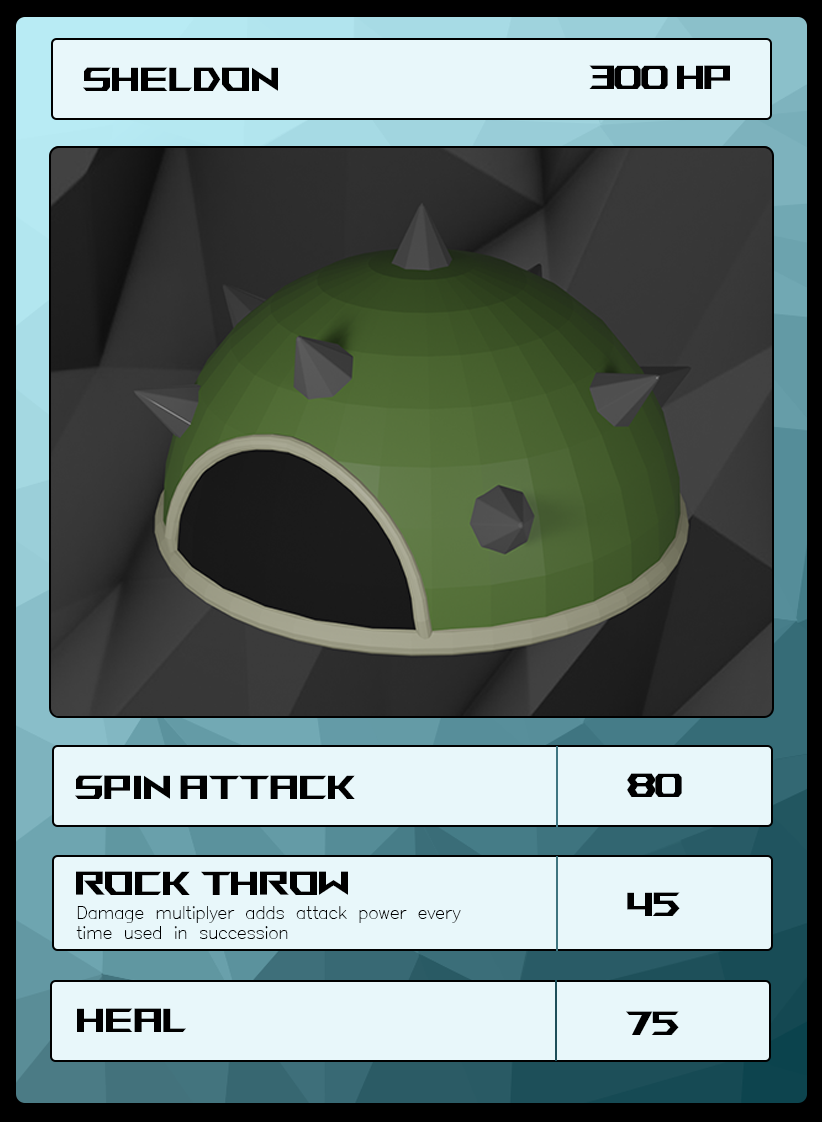 SHELDON 300 HP
SPIN ATTACK 80
ROCK THROW
Damage multiplyer adds attack power every
time used in succession
45
HEAL 75